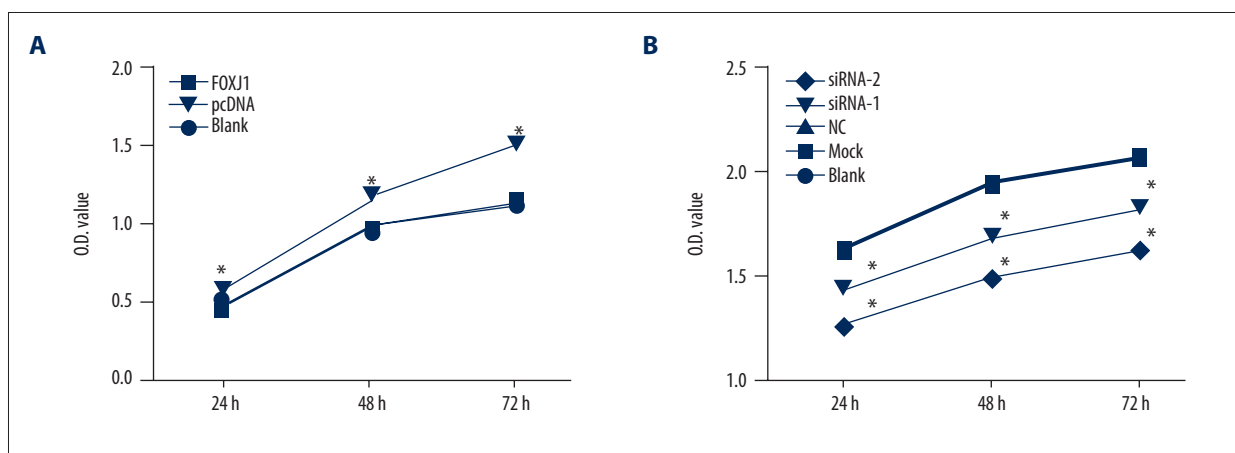 A
O.D. value
2.0
1.5
1.0
0.5
0.0
FOXJ1
pcDNA
Blank
*
*
*
24 h
48 h
72 h
B
O.D. value
2.5
2.0
1.5
1.0
siRNA-2
siRNA-1
NC
Mock
Blank
*
*
*
*
*
*
24 h
48 h
72 h